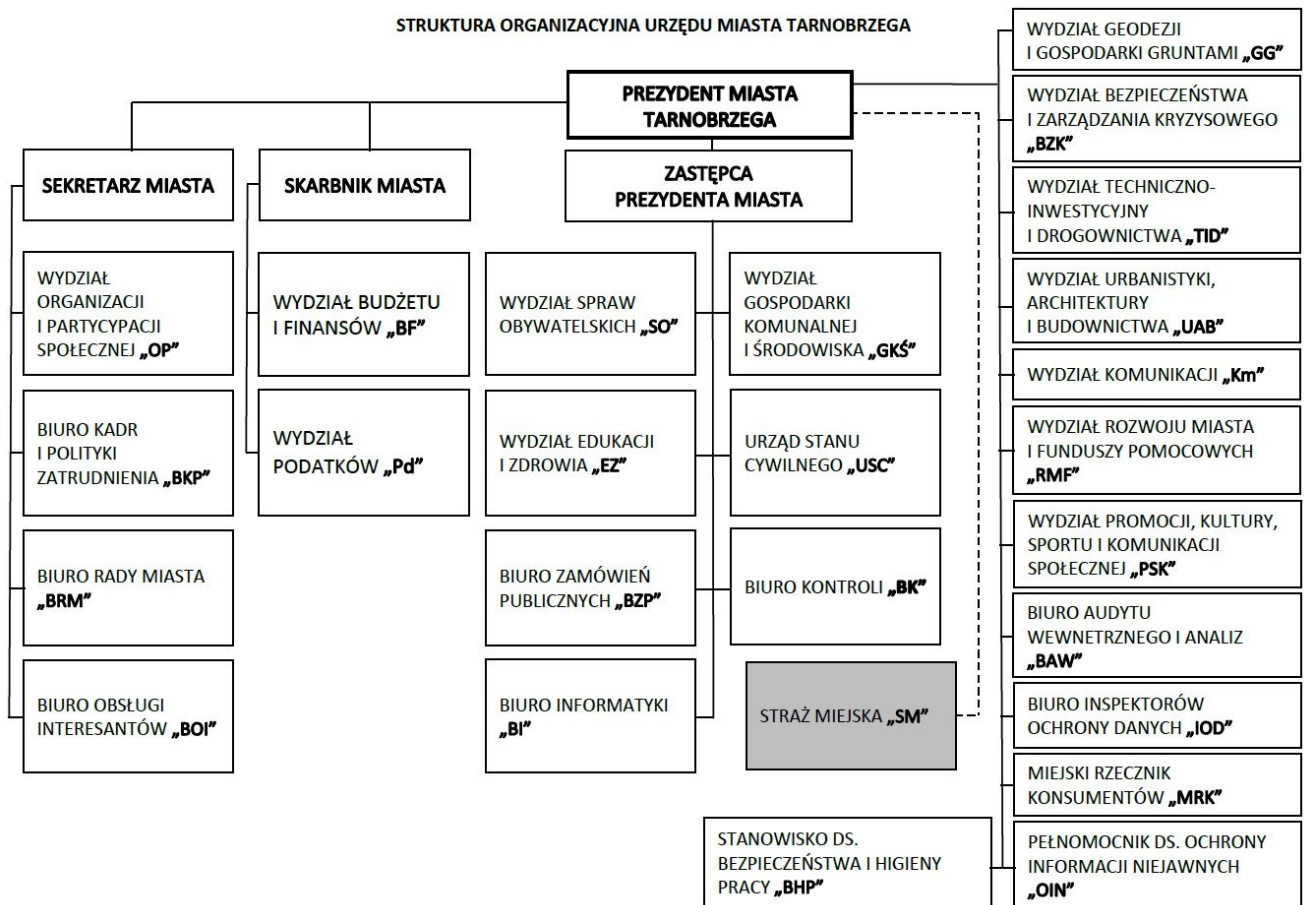 STRUKTURA ORGANIZACYJNA URZĘDU MIASTA TARNOBRZEGA
PREZYDENT MIASTA
TARNOBRZEGA
SEKRETARZ MIASTA
SKARBNIK MIASTA
ZASTĘPCA
PREZYDENTA MIASTA
WYDZIAŁ
ORGANIZACJI
I PARTYCYPACJI
SPOŁECZNEJ „OP”
BIURO KADR
I POLITYKI
ZATRUDNIENIA „BKP”
BIURO RADY MIASTA
„BRM”
BIURO OBSŁUGI
INTERESANTÓW „BOI”
WYDZIAŁ BUDŻETU
I FINANSÓW „BF”
WYDZIAŁ
PODATKÓW „Pd”
WYDZIAŁ SPRAW
OBYWATELSKICH „SO”
WYDZIAŁ EDUKACJI
I ZDROWIA „EZ”
BIURO ZAMÓWIEŃ
PUBLICZNYCH „BZP”
BIURO INFORMATYKI
„BI”
WYDZIAŁ
GOSPODARKI
KOMUNALNEJ
I ŚRODOWISKA „GKŚ”
URZĄD STANU
CYWILNEGO „USC”
BIURO KONTROLI „BK”
STRAŻ MIEJSKA „SM”
STANOWISKO DS.
BEZPIECZEŃSTWA I HIGIENY
PRACY „BHP”
WYDZIAŁ GEODEZJI
I GOSPODARKI GRUNTAMI „GG”
WYDZIAŁ BEZPIECZEŃSTWA
I ZARZĄDZANIA KRYZYSOWEGO
„BZK”
WYDZIAŁ TECHNICZNO-
INWESTYCYJNY
I DROGOWNICTWA „TID”
WYDZIAŁ URBANISTYKI,
ARCHITEKTURY
I BUDOWNICTWA „UAB”
WYDZIAŁ KOMUNIKACJI „Km”
WYDZIAŁ ROZWOJU MIASTA
I FUNDUSZY POMOCOWYCH
„RMF”
WYDZIAŁ PROMOCJI, KULTURY,
SPORTU I KOMUNIKACJI
SPOŁECZNEJ „PSK”
BIURO AUDYTU
WEWNETRZNEGO I ANALIZ
„BAW”
BIURO INSPEKTORÓW
OCHRONY DANYCH „IOD”
MIEJSKI RZECZNIK
KONSUMENTÓW „MRK”
PEŁNOMOCNIK DS. OCHRONY
INFORMACJI NIEJAWNYCH
„OIN”